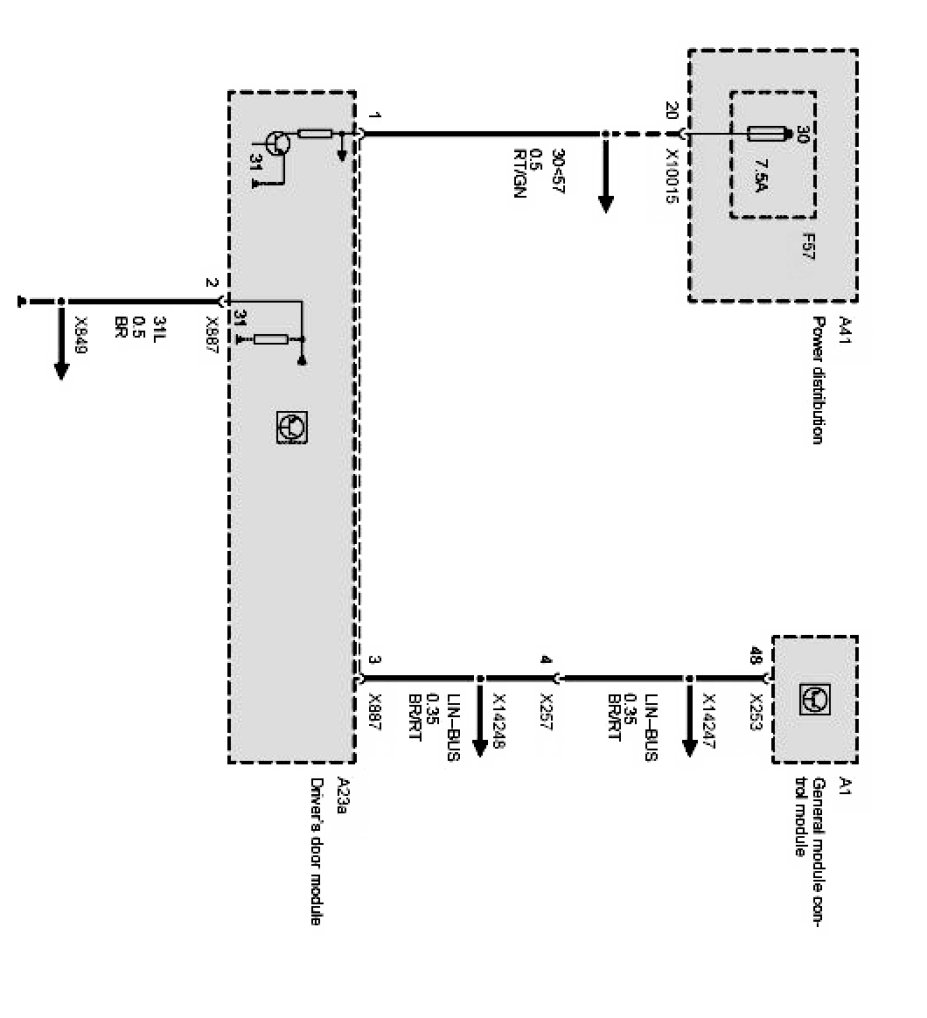 A41
Power distribution
F57
30
7.5A
20
X10015
30<57
0.5
RT/GN
1
31
A1
General module con-
trol module
48
X253
X14247
LIN-BUS
0.35
BR/RT
4
X257
X14248
LIN-BUS
0.35
BR/RT
3
X887
A23a
Driver's door module
31
2
X887
31L
0.5
BR
X849